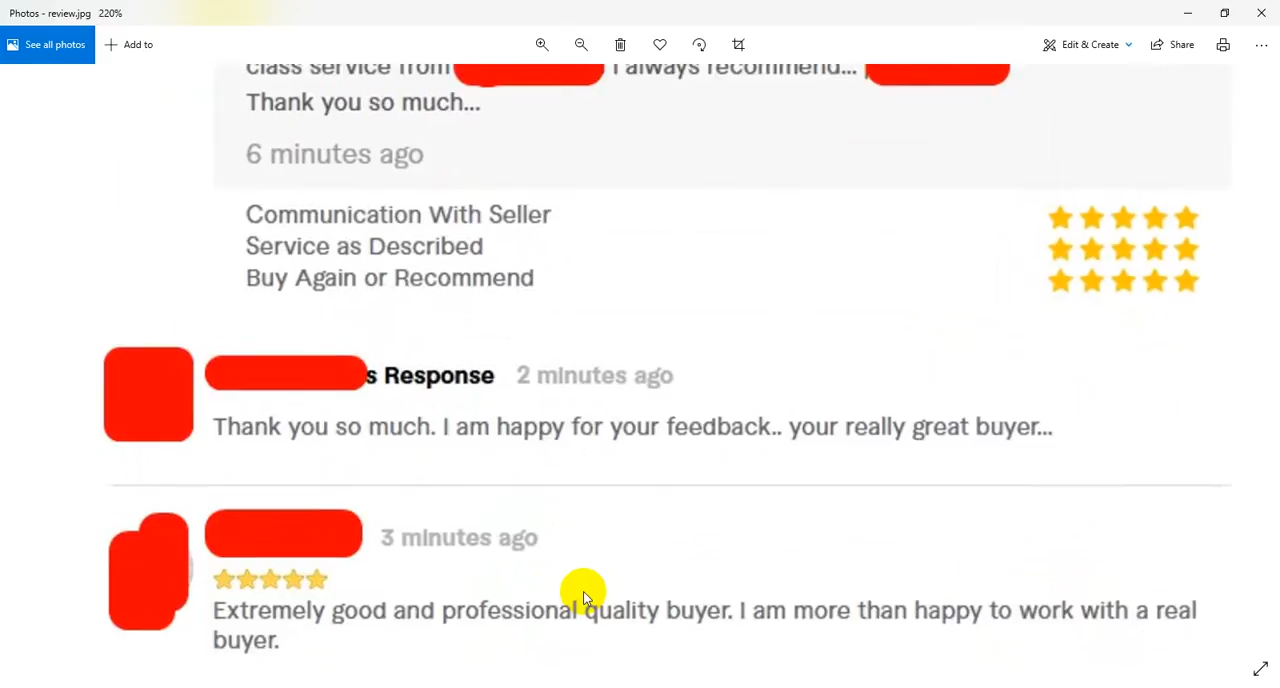 Photos - review.jpg 220%
See all photos
Add to
Edit & Create
Share
class service from I always recommend...
Thank you so much...
6 minutes ago
Communication With Seller
Service as Described
Buy Again or Recommend
s Response 2 minutes ago
Thank you so much. I am happy for your feedback.. your really great buyer...
3 minutes ago
Extremely good and professional quality buyer. I am more than happy to work with a real
buyer.